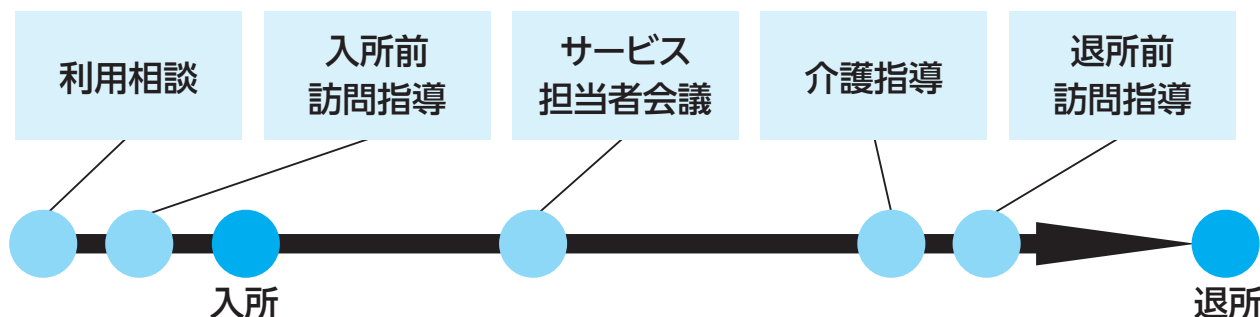 利用相談
入所前
訪問指導
サービス
担当者会議
介護指導
退所前
訪問指導
入所
退所